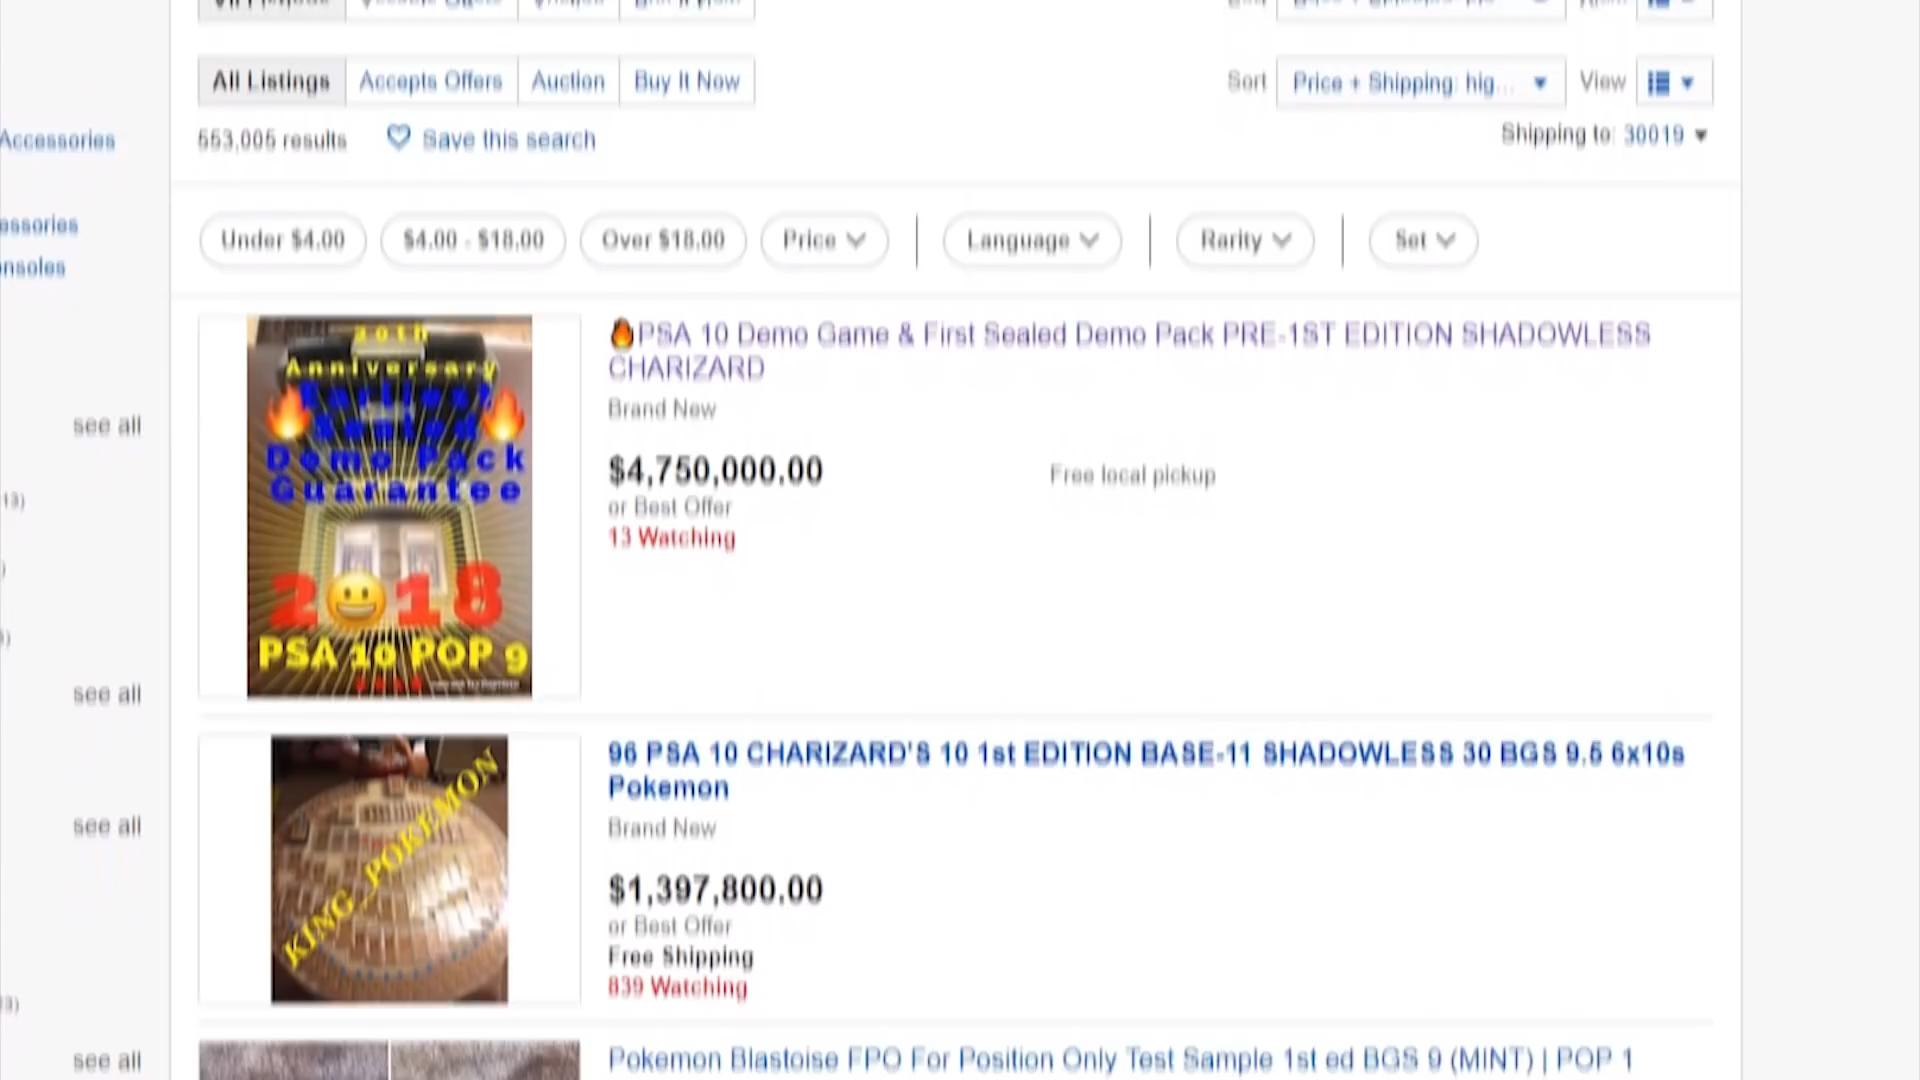 All Listings Accepts Offers Auction Buy It Now Sort Price + Shipping: hig... View
Accessories
553,005 results Save this search Shipping to: 30019
essories
nsoles
Under $4.00 $4.00 - $18.00 Over $18.00 Price Language Rarity Set
🔥PSA 10 Demo Game & First Sealed Demo Pack PRE-1ST EDITION SHADOWLESS
CHARIZARD
Brand New
$4,750,000.00 Free local pickup
or Best Offer
13 Watching
20th
Anniversary
Earliest
Sealed
Demo Pack
Guarantee
2😀18
PSA 10 POP 9
see all
13)
see all
96 PSA 10 CHARIZARD'S 10 1st EDITION BASE-11 SHADOWLESS 30 BGS 9.5 6x10s
Pokemon
Brand New
$1,397,800.00
or Best Offer
Free Shipping
839 Watching
KING_POKEMON
see all
see all
Pokemon Blastoise FPO For Position Only Test Sample 1st ed BGS 9 (MINT) | POP 1